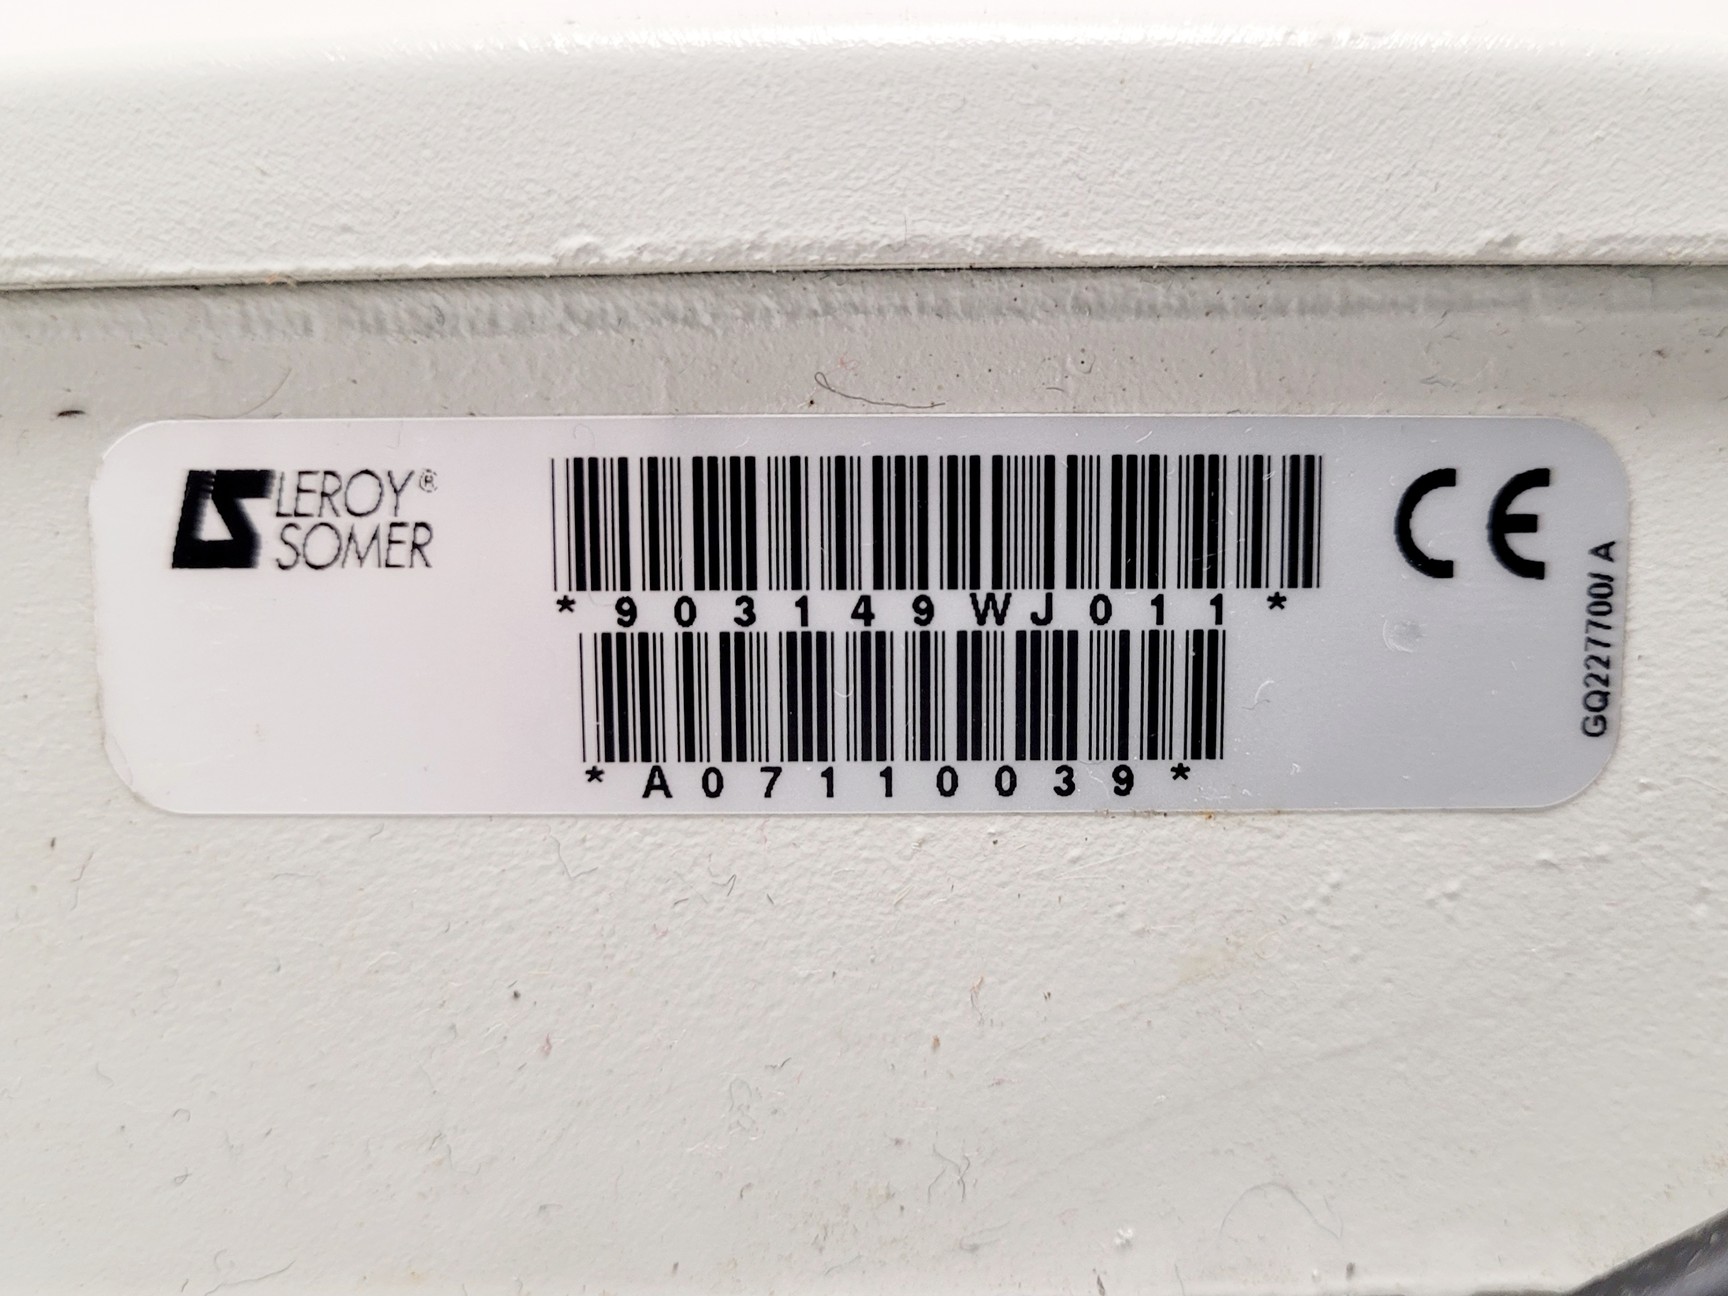 LEROY®
SOMER
*903149WJ011*
*A07110039*
CE
GQ227700/ A